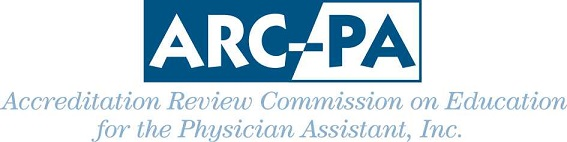 ARC-PA
Accreditation Review Commission on Education
for the Physician Assistant, Inc.